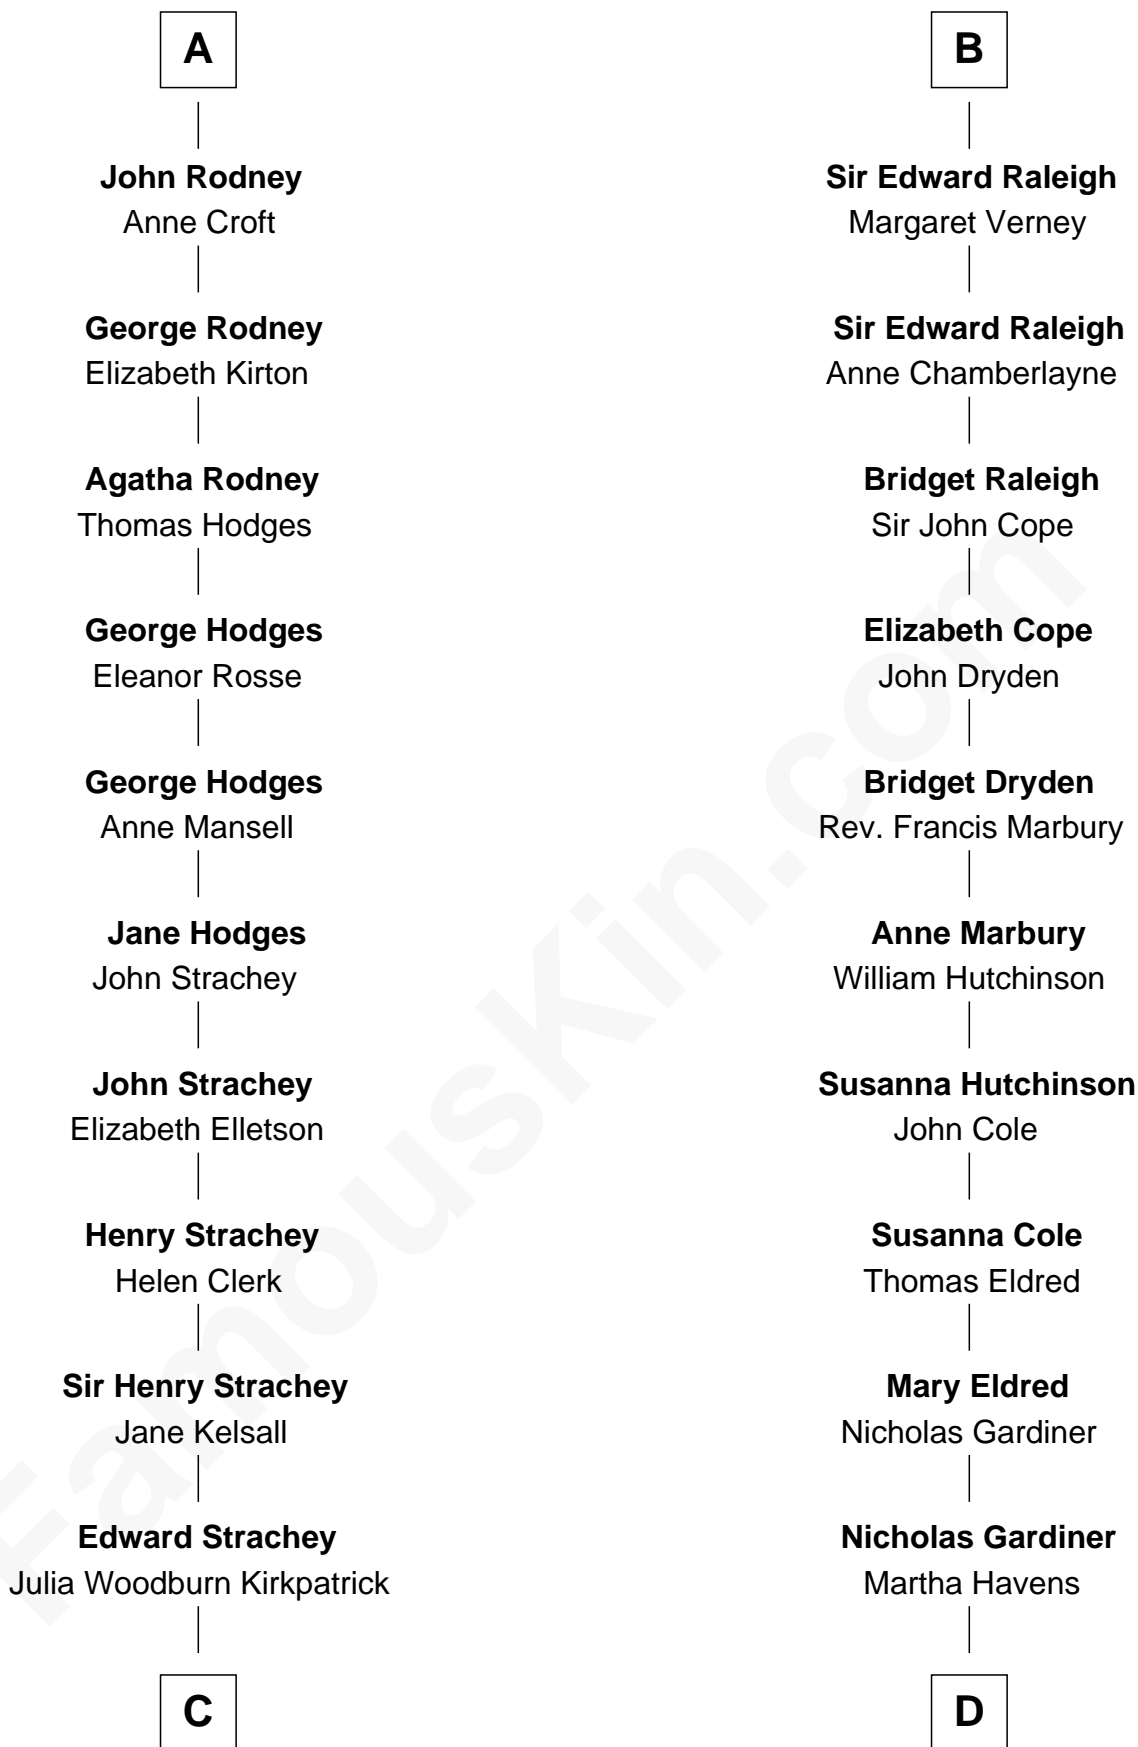 A
John Rodney
Anne Croft
George Rodney
Elizabeth Kirton
Agatha Rodney
Thomas Hodges
George Hodges
Eleanor Rosse
George Hodges
Anne Mansell
Jane Hodges
John Strachey
John Strachey
Elizabeth Elletson
Henry Strachey
Helen Clerk
Sir Henry Strachey
Jane Kelsall
Edward Strachey
Julia Woodburn Kirkpatrick
C
B
Sir Edward Raleigh
Margaret Verney
Sir Edward Raleigh
Anne Chamberlayne
Bridget Raleigh
Sir John Cope
Elizabeth Cope
John Dryden
Bridget Dryden
Rev. Francis Marbury
Anne Marbury
William Hutchinson
Susanna Hutchinson
John Cole
Susanna Cole
Thomas Eldred
Mary Eldred
Nicholas Gardiner
Nicholas Gardiner
Martha Havens
D
FamousKin.com